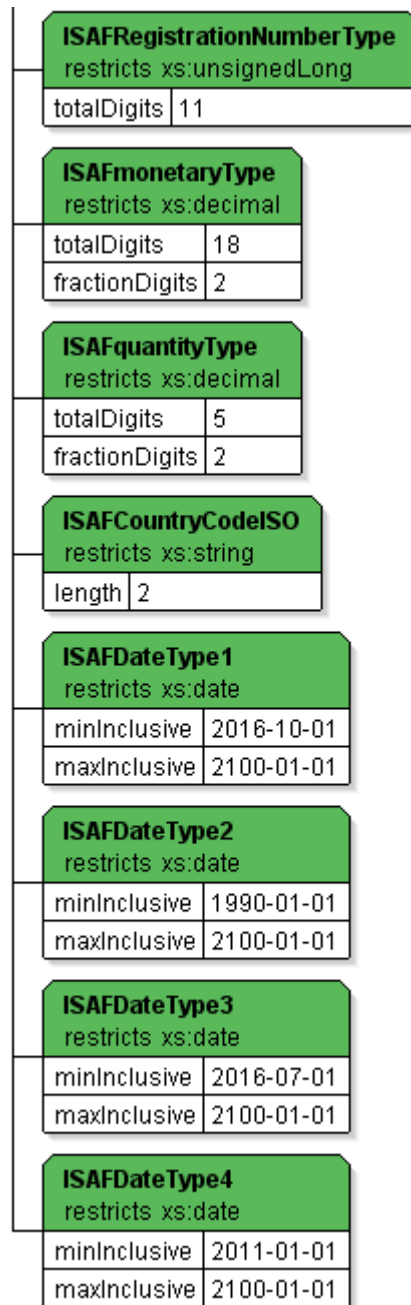 ISAFRegistrationNumberType
restricts xs:unsignedLong
totalDigits 11
ISAFmonetaryType
restricts xs:decimal
totalDigits 18
fractionDigits 2
ISAFquantityType
restricts xs:decimal
totalDigits 5
fractionDigits 2
ISAFCountryCodeISO
restricts xs:string
length 2
ISAFDateType1
restricts xs:date
minInclusive 2016-10-01
maxInclusive 2100-01-01
ISAFDateType2
restricts xs:date
minInclusive 1990-01-01
maxInclusive 2100-01-01
ISAFDateType3
restricts xs:date
minInclusive 2016-07-01
maxInclusive 2100-01-01
ISAFDateType4
restricts xs:date
minInclusive 2011-01-01
maxInclusive 2100-01-01